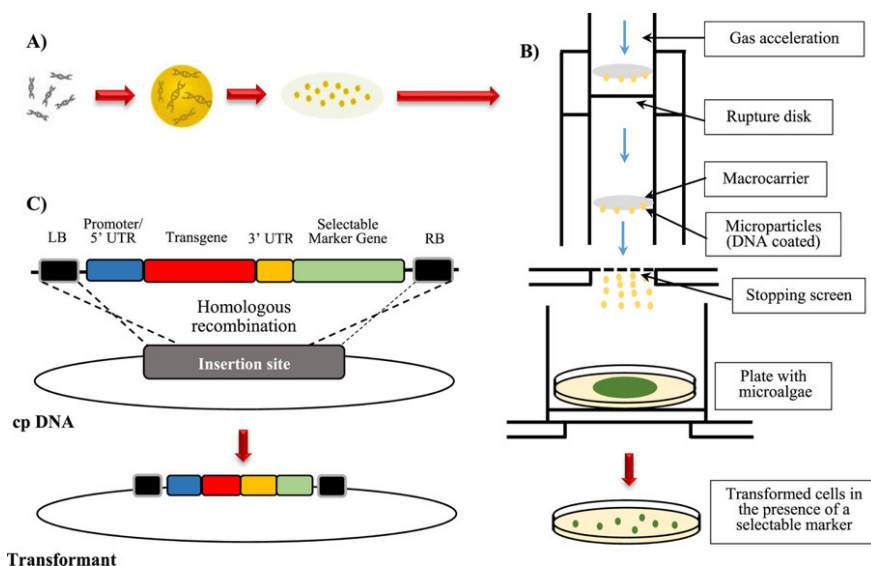 A)
B)
Gas acceleration
Rupture disk
Macrocarrier
Microparticles
(DNA coated)
Stopping screen
Plate with
microalgae
Transformed cells in
the presence of a
selectable marker
C)
LB
Promoter/
5’ UTR
Transgene
3’ UTR
Selectable
Marker Gene
RB
Homologous
recombination
Insertion site
cp DNA
Transformant